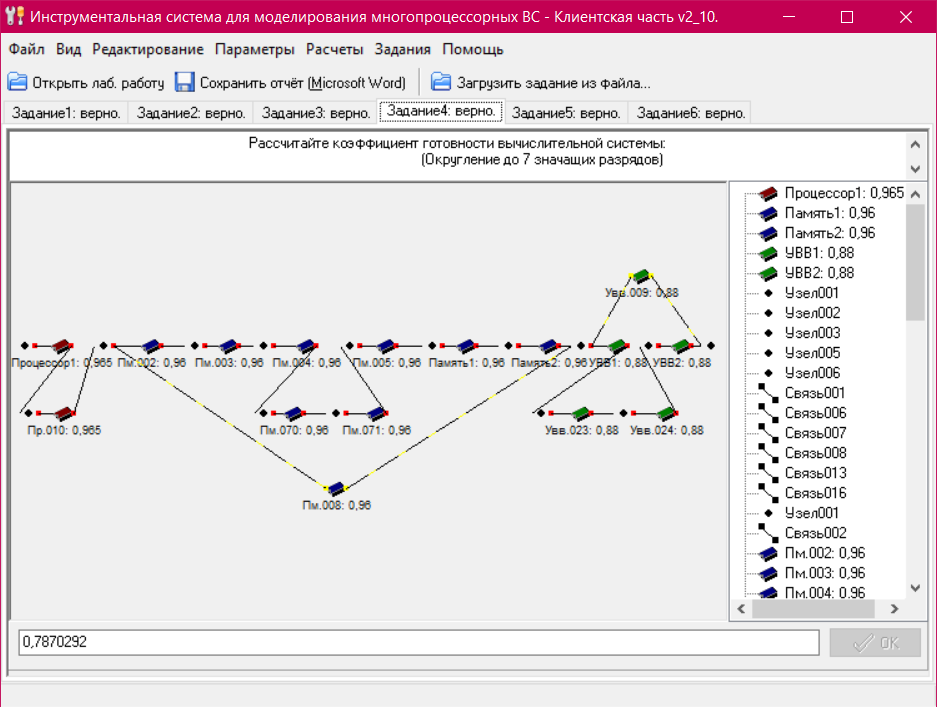 Инструментальная система для моделирования многопроцессорных ВС - Клиентская часть v2_10.
Файл Вид Редактирование Параметры Расчеты Задания Помощь
Открыть лаб. работу Сохранить отчёт (Microsoft Word) Загрузить задание из файла...
Задание1: верно. Задание2: верно. Задание3: верно. Задание4: верно. Задание5: верно. Задание6: верно.
Рассчитайте коэффициент готовности вычислительной системы:
(Округление до 7 значащих разрядов)
Увв.009: 0,88
Процессор1: 0,965 Пм.002: 0,96 Пм.003: 0,96 Пм.004: 0,96 Пм.005: 0,96 Память1: 0,96 Память2: 0,96 УВВ1: 0,88 УВВ2: 0,88
Пр.010: 0,965 Пм.070: 0,96 Пм.071: 0,96 Увв.023: 0,88 Увв.024: 0,88
Пм.008: 0,96
Процессор1: 0,965
Память1: 0,96
Память2: 0,96
УВВ1: 0,88
УВВ2: 0,88
Узел001
Узел002
Узел003
Узел005
Узел006
Связь001
Связь006
Связь007
Связь008
Связь013
Связь016
Узел001
Связь002
Пм.002: 0,96
Пм.003: 0,96
Пм.004: 0,96
0,7870292
OK